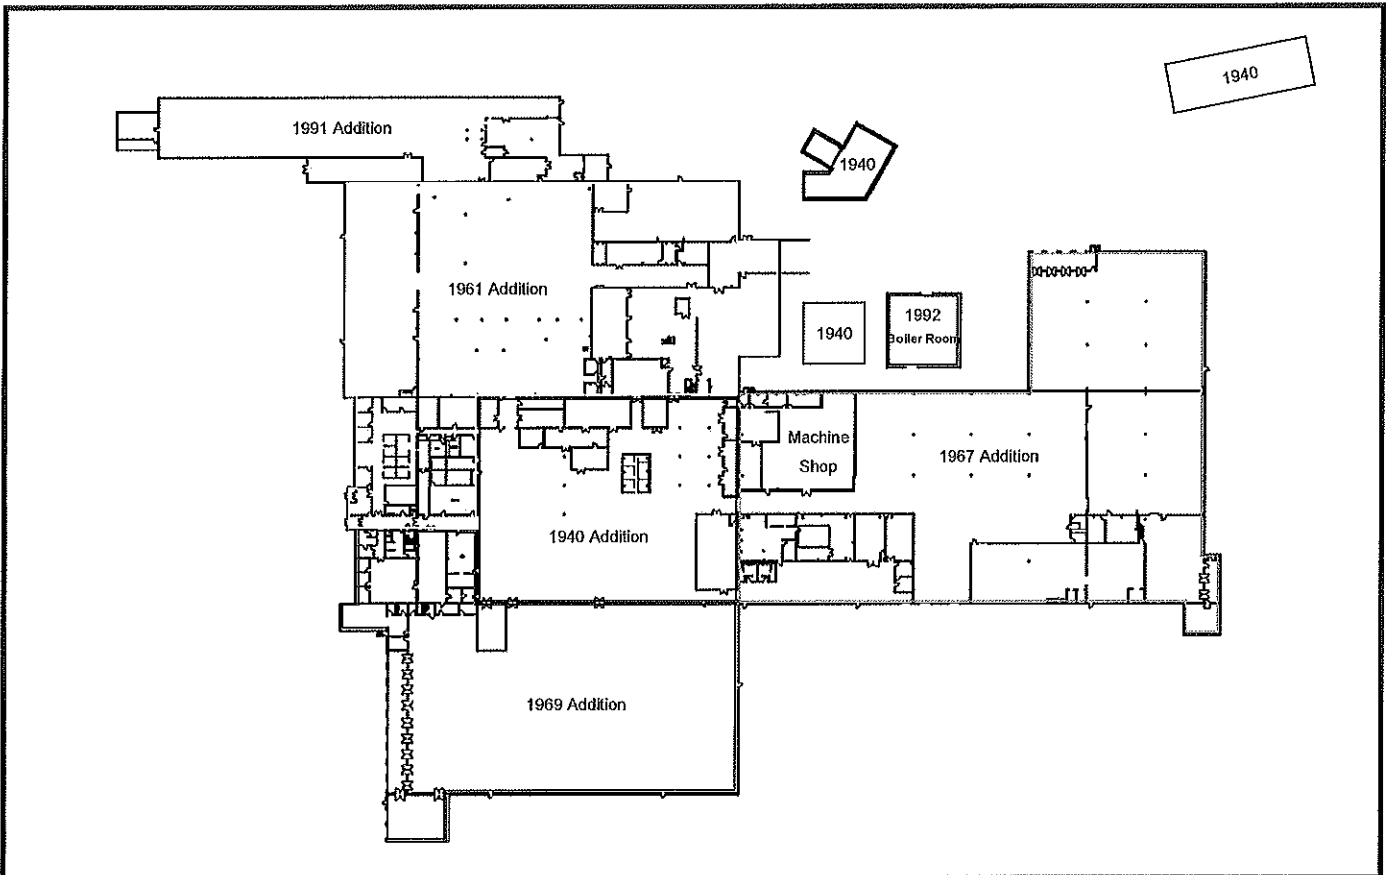 1940
1991 Addition
1940
1961 Addition
1940
1992
Boiler Room
Machine
Shop
1967 Addition
1940 Addition
1969 Addition